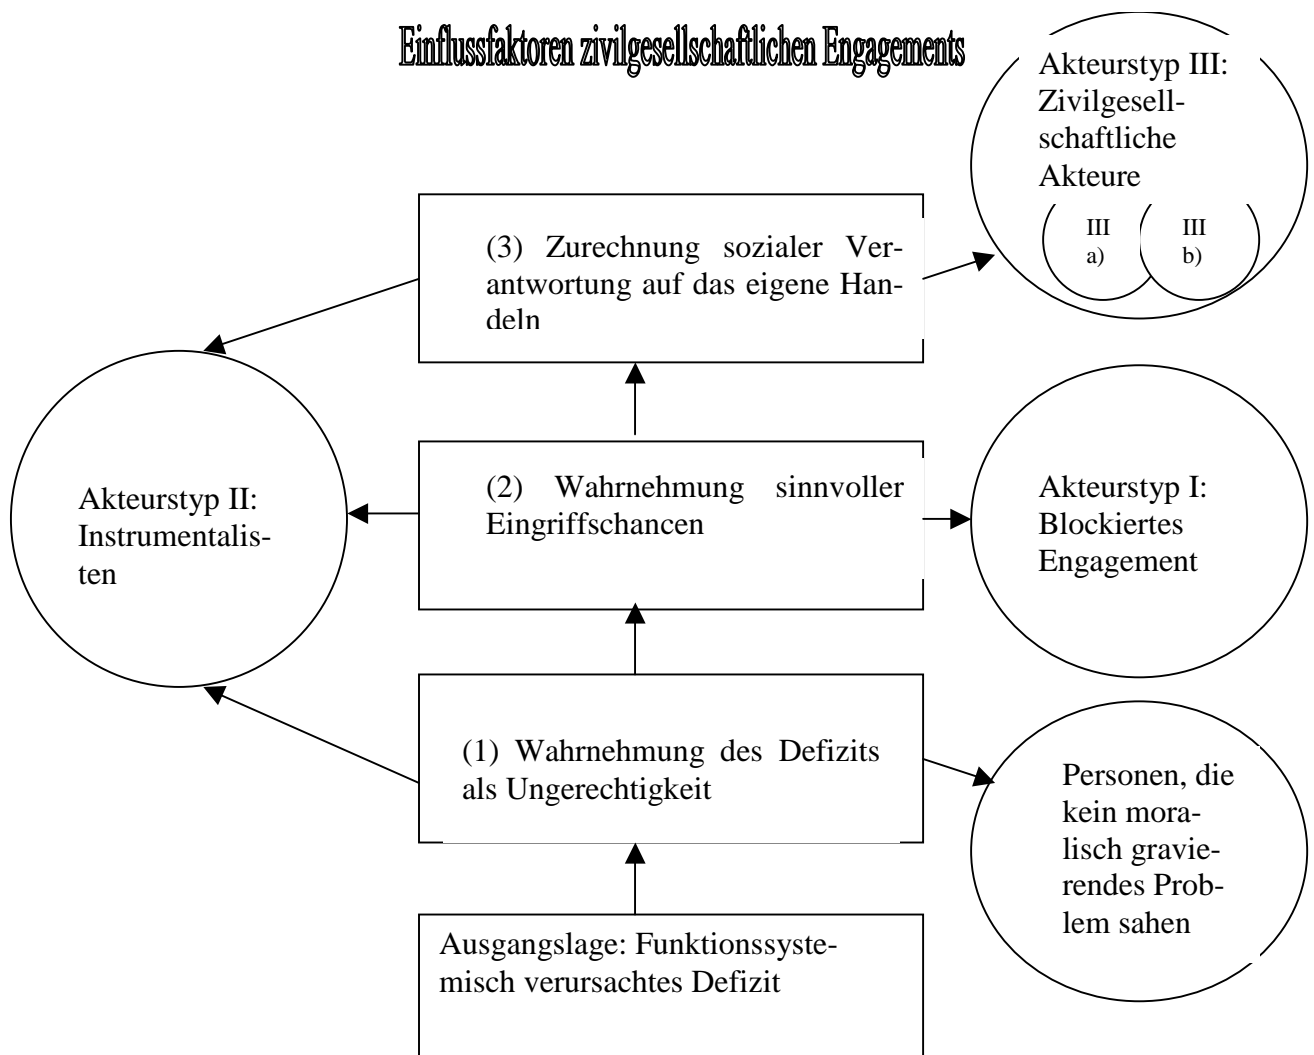 Einflussfaktoren zivilgesellschaftlichen Engagements
Akteurstyp III:
Zivilgesell-
schaftliche
Akteure
III
a)
III
b)
(3) Zurechnung sozialer Ver-
antwortung auf das eigene Han-
deln
Akteurstyp II:
Instrumentalis-
ten
(2) Wahrnehmung sinnvoller
Eingriffschancen
Akteurstyp I:
Blockiertes
Engagement
(1) Wahrnehmung des Defizits
als Ungerechtigkeit
Personen, die
kein mora-
lisch gravie-
rendes Prob-
lem sahen
Ausgangslage: Funktionssyste-
misch verursachtes Defizit